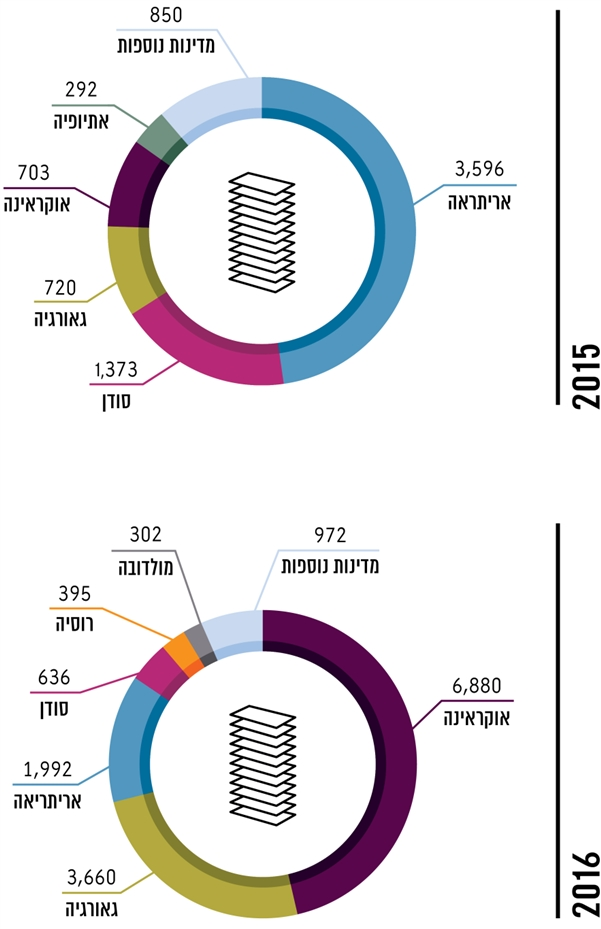 850
מדינות נוספות
292
אתיופיה
703
אוקראינה
3,596
אריתראה
720
גאורגיה
1,373
סודן
2015
302
מולדובה
972
מדינות נוספות
395
רוסיה
636
סודן
6,880
אוקראינה
1,992
אריתריאה
3,660
גאורגיה
2016